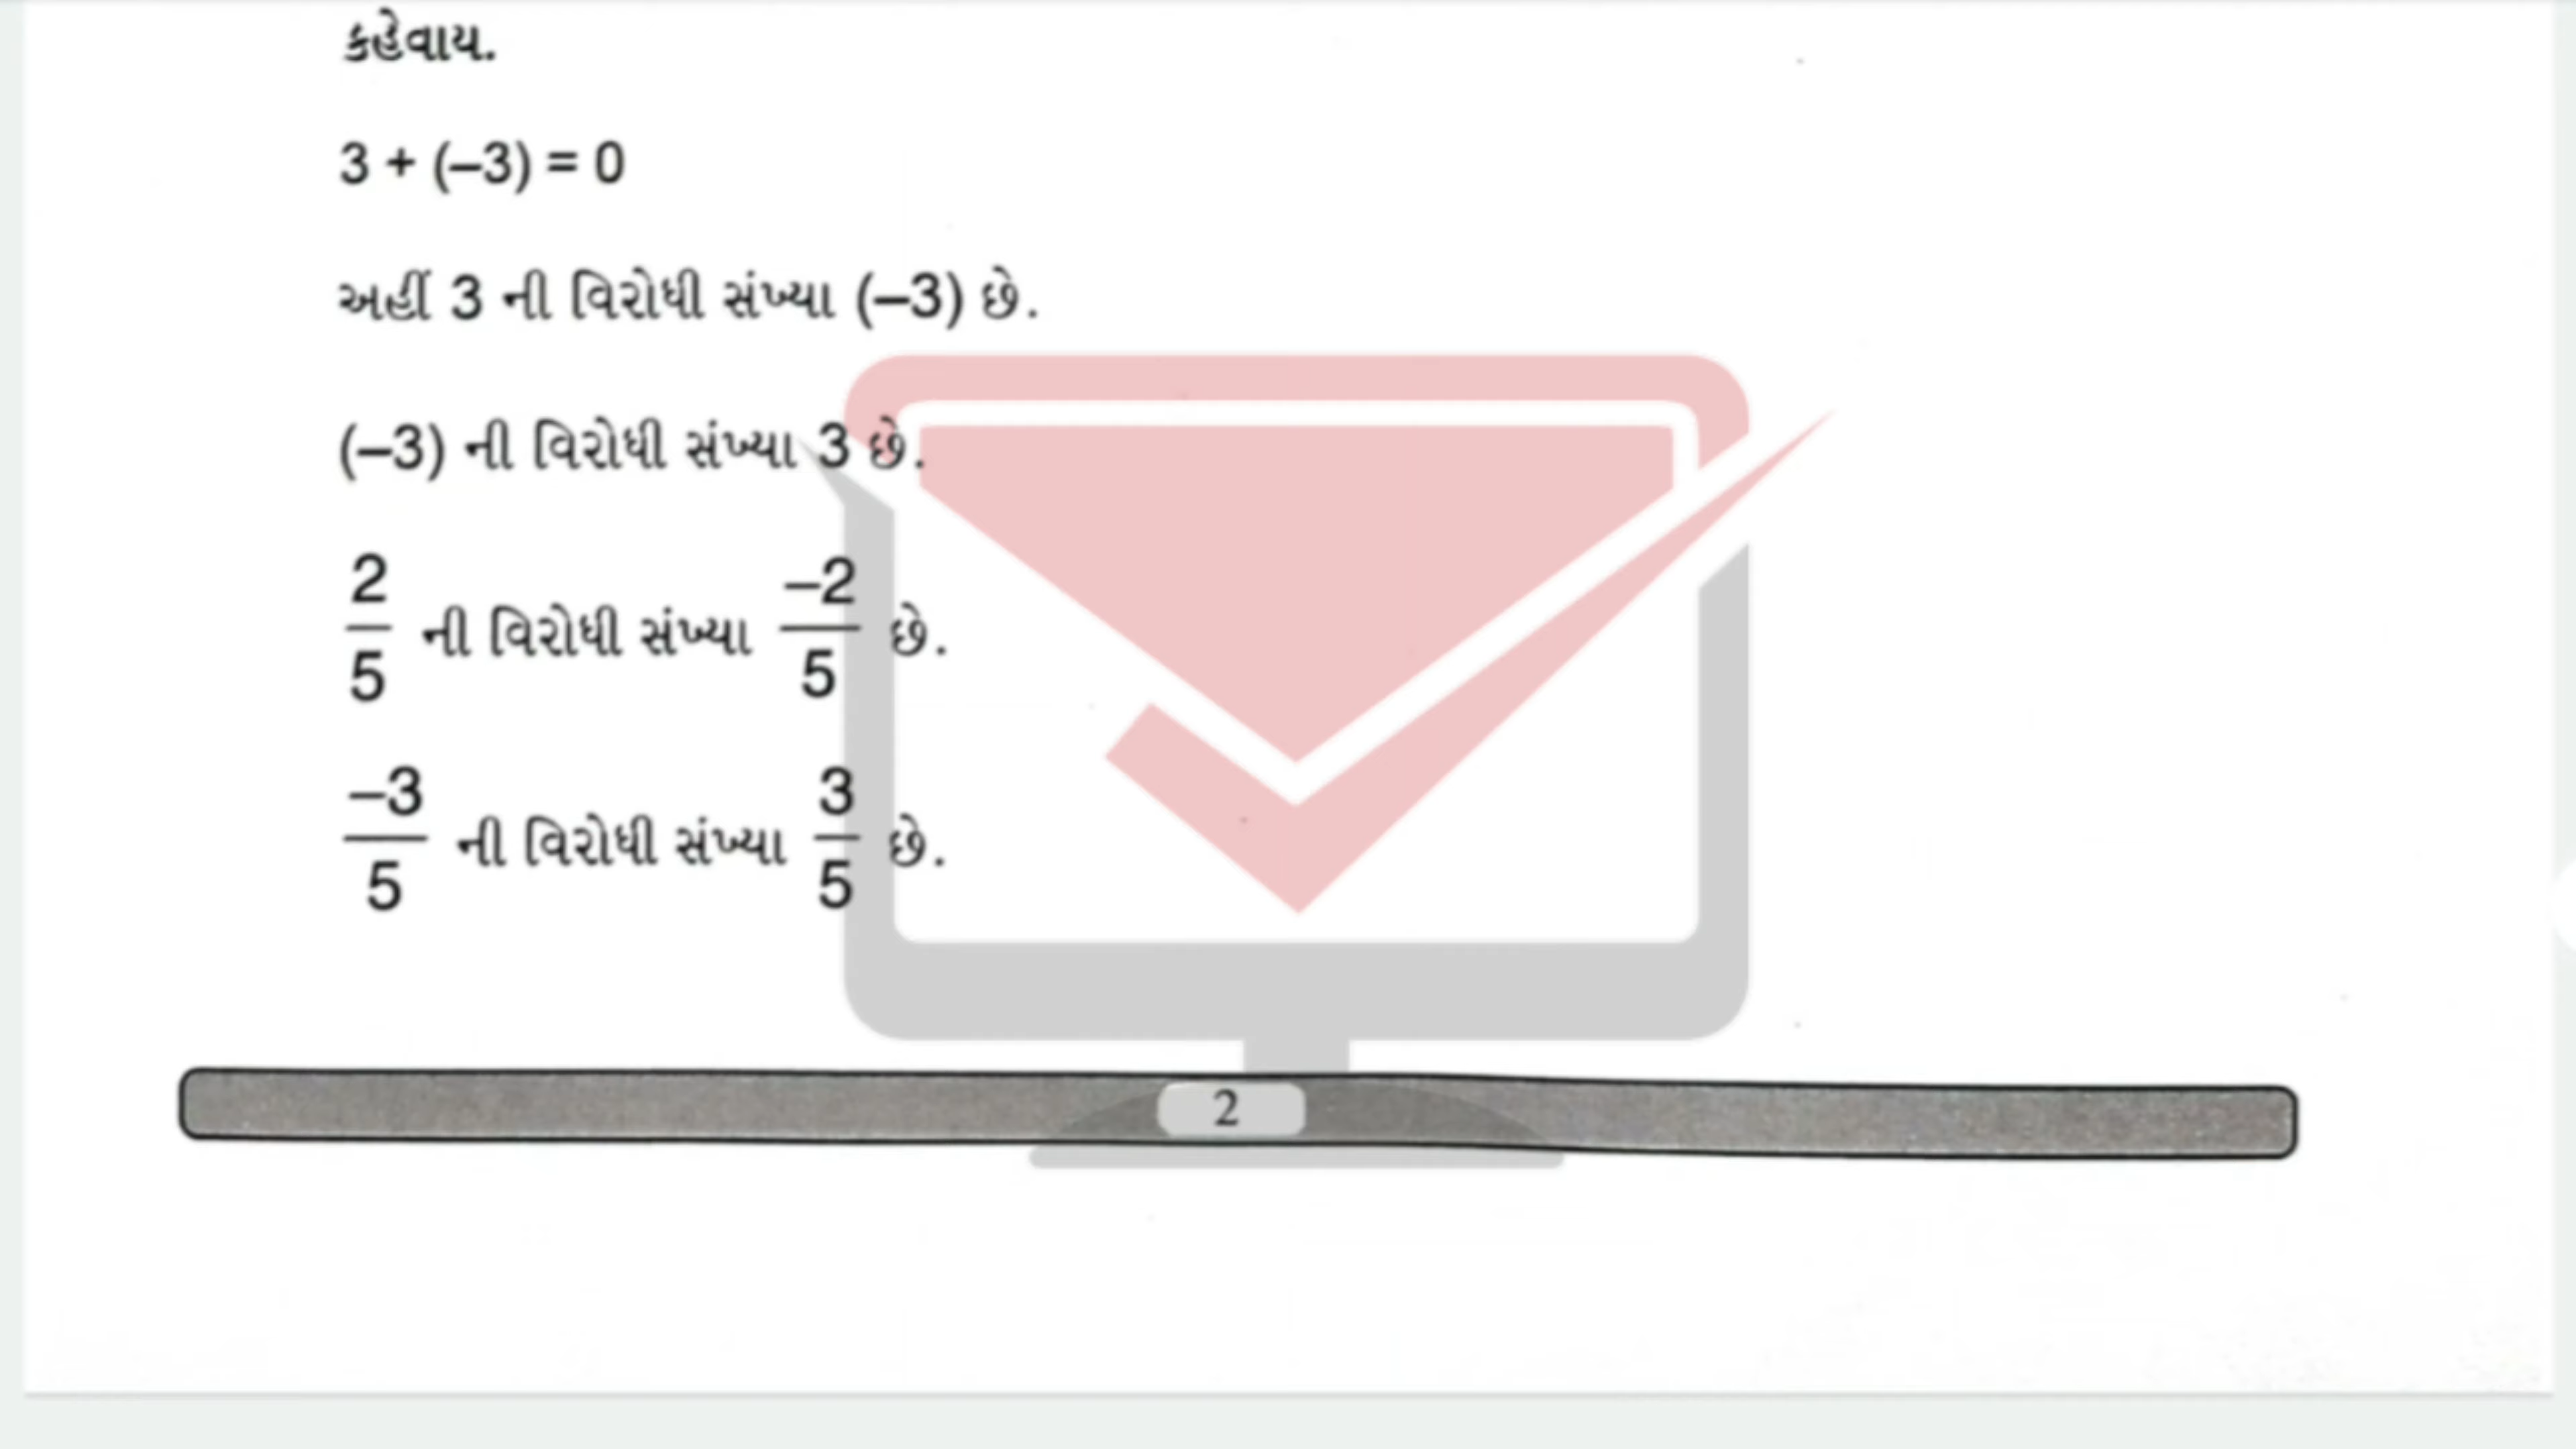 કહેવાય.
3 + (–3) = 0
અહીં 3 ની વિરોધી સંખ્યા (–3) છે.
(–3) ની વિરોધી સંખ્યા 3 છે.
2/5 ની વિરોધી સંખ્યા –2/5 છે.
–3/5 ની વિરોધી સંખ્યા 3/5 છે.
2